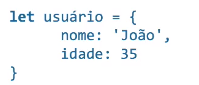 let usuário = {
nome: 'João',
idade: 35
}